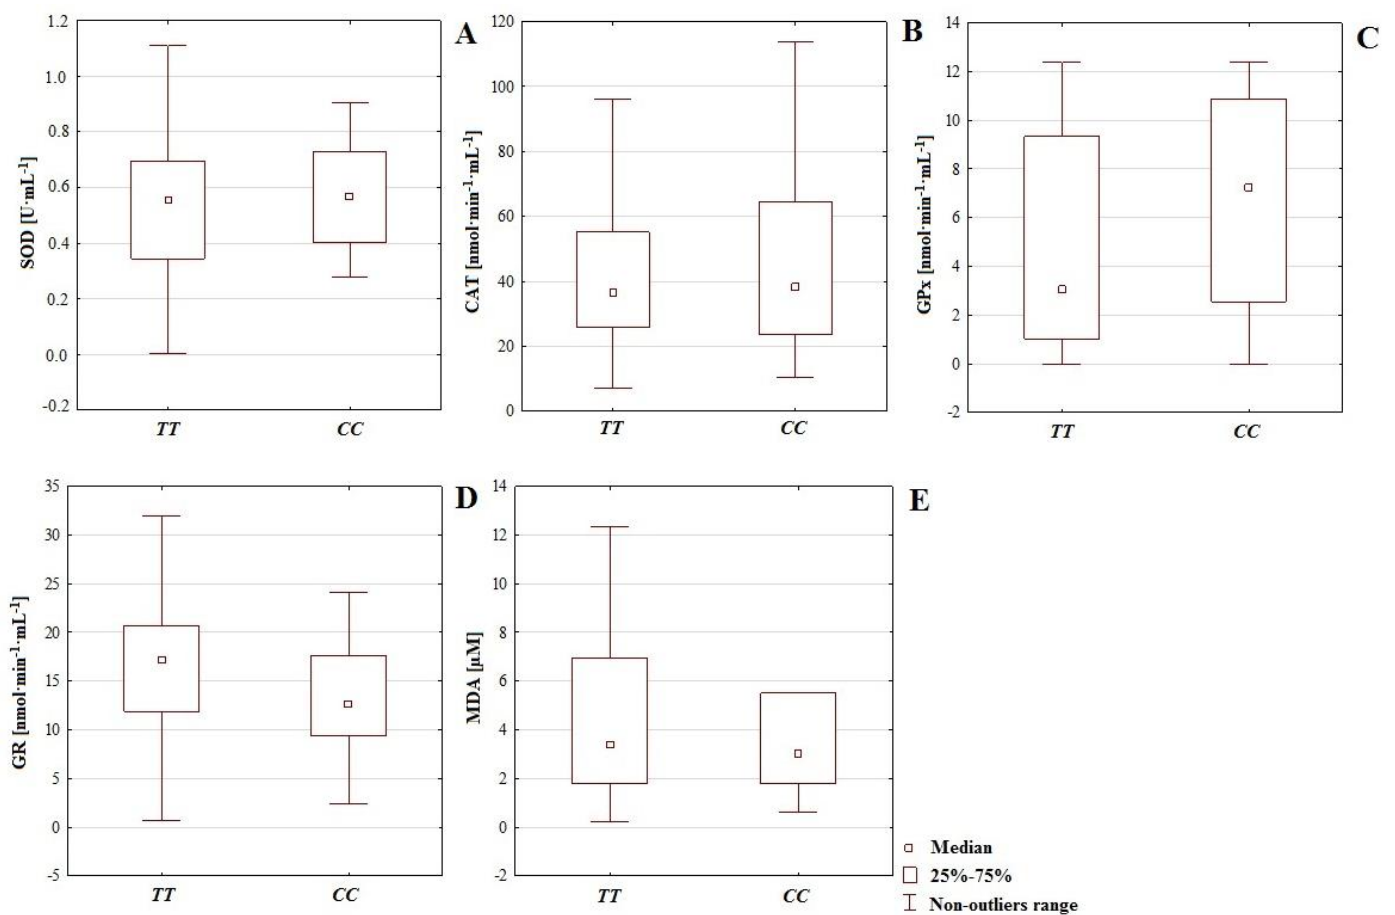 A
SOD [U·mL⁻¹]
1.2
1.0
0.8
0.6
0.4
0.2
0.0
-0.2
TT CC
B
CAT [nmol·min⁻¹·mL⁻¹]
120
100
80
60
40
20
0
TT CC
C
GPx [nmol·min⁻¹·mL⁻¹]
14
12
10
8
6
4
2
0
-2
TT CC
D
GR [nmol·min⁻¹·mL⁻¹]
35
30
25
20
15
10
5
0
-5
TT CC
E
MDA [µM]
14
12
10
8
6
4
2
0
-2
TT CC
Median
25%-75%
Non-outliers range